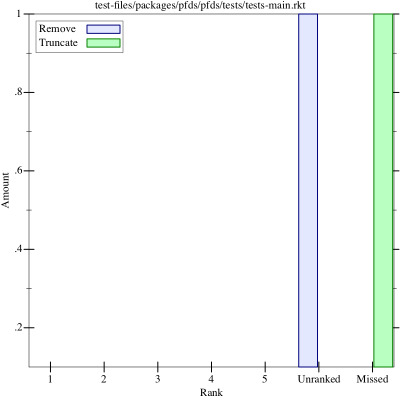 test-files/packages/pfds/pfds/tests/tests-main.rkt
1
Remove
Truncate
.8
.6
Amount
.4
.2
1 2 3 4 5 Unranked Missed
Rank